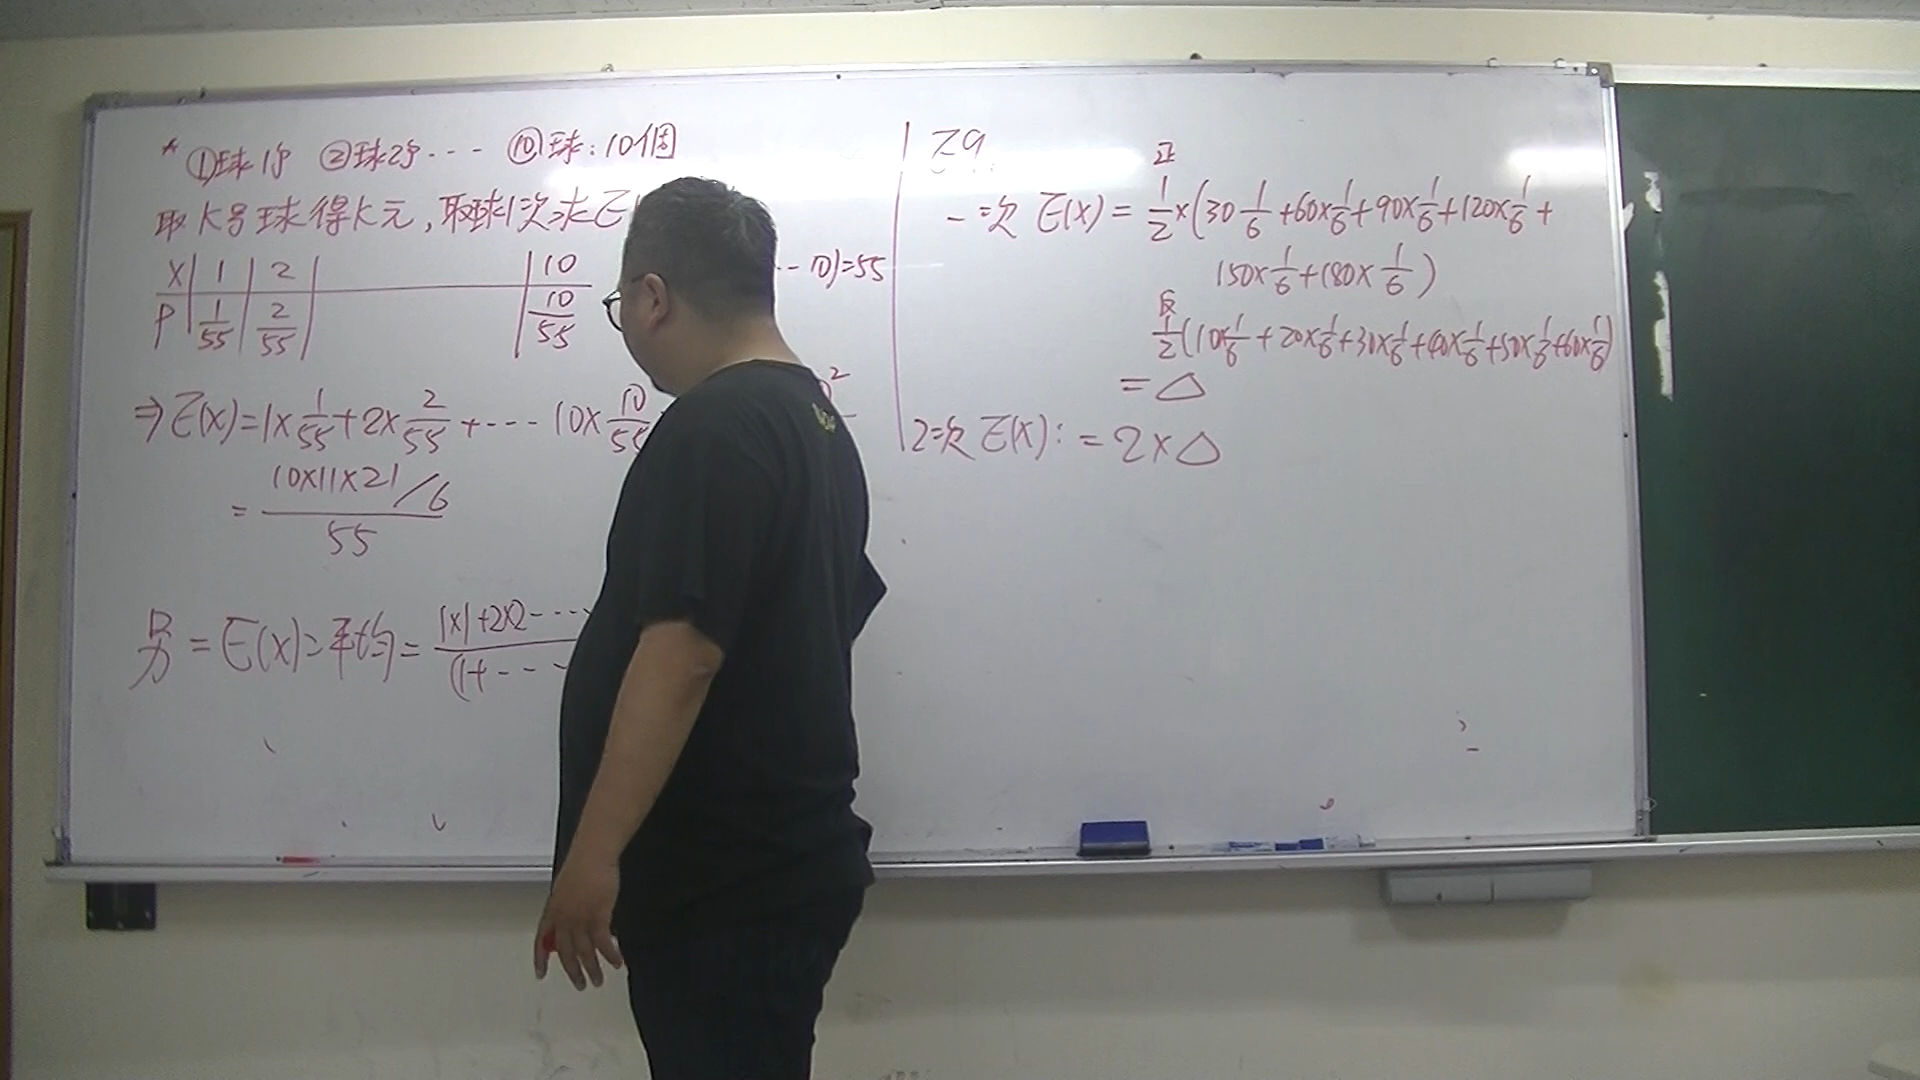 * ①球1个 ②球2个 ··· ⑩球:10個
取K号球得K元,取球1次求E(
X 1 2 10
P 1/55 2/55 10/55
·· 10)=55
⇒E(X)=1×1/55+2×2/55+···10×10/55
2
= 10×11×21/6 / 55
另=E(X)=平均= 1×1+2×2---- / (1+----
Z9.
一次 E(X)= 正 1/2×(30 1/6+60×1/6+90×1/6+120×1/6+
150×1/6+180×1/6)
反 1/2(10×1/6+20×1/6+30×1/6+40×1/6+50×1/6+60×1/6)
=△
2次 E(X):=2×△